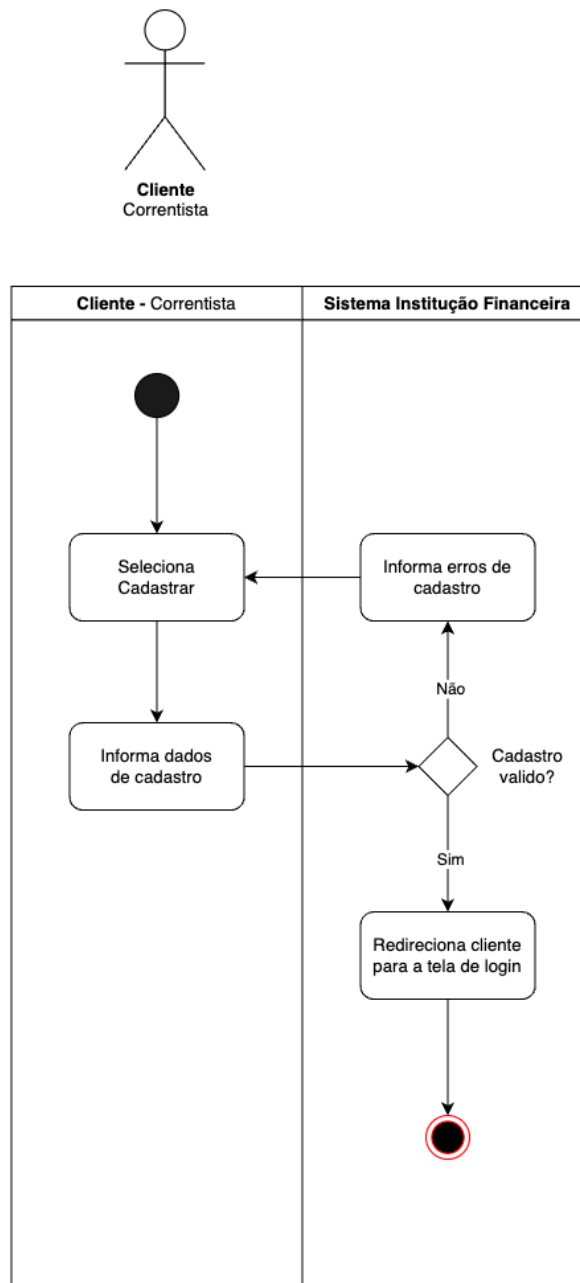 Cliente
Correntista
Cliente - Correntista
Sistema Institução Financeira
Seleciona
Cadastrar
Informa erros de
cadastro
Não
Informa dados
de cadastro
Cadastro
valido?
Sim
Redireciona cliente
para a tela de login